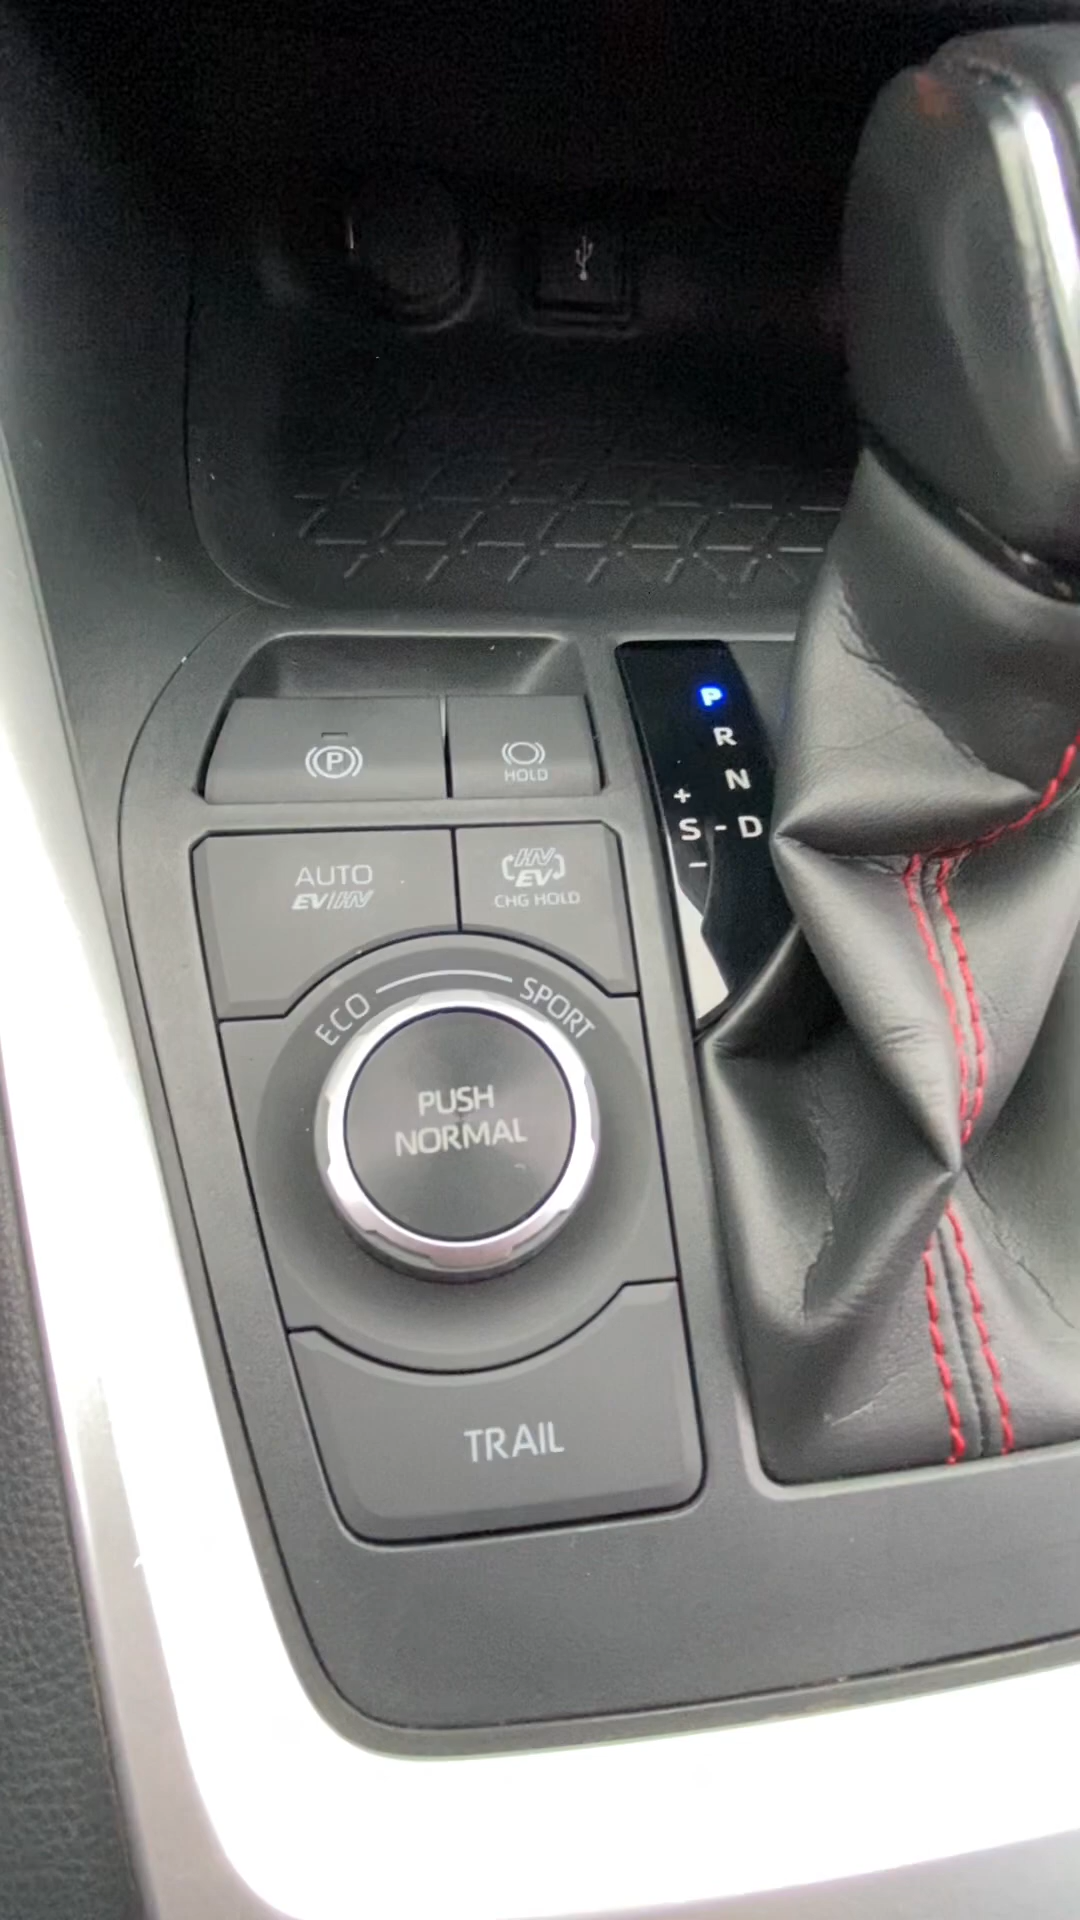 P
R
N
+
S - D
−
P
HOLD
AUTO
EV/HV
HV
EV
CHG HOLD
ECO
SPORT
PUSH
NORMAL
TRAIL